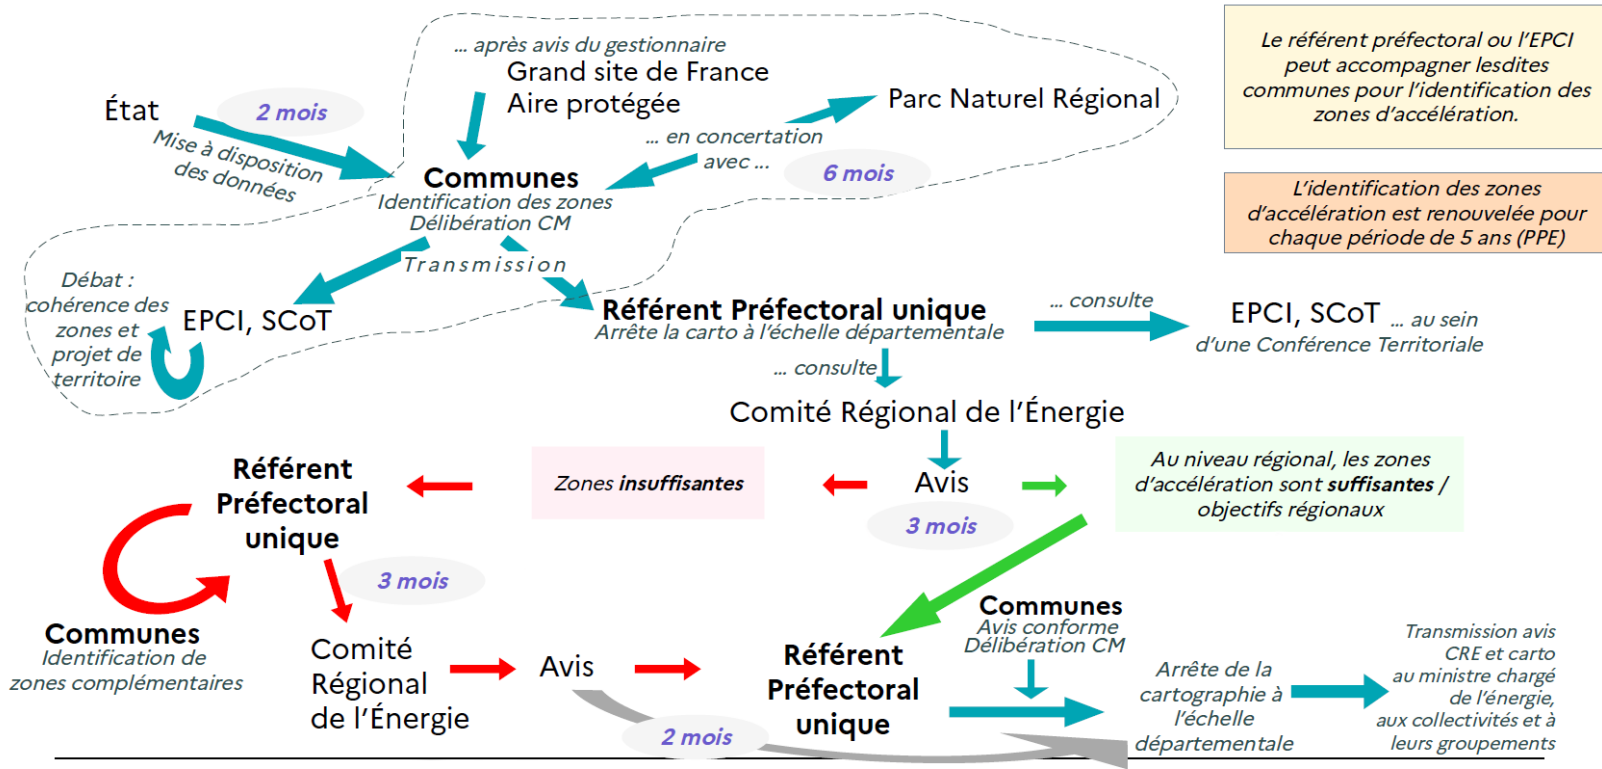 ... après avis du gestionnaire
Grand site de France
Aire protégée
État
2 mois
Mise à disposition
des données
Parc Naturel Régional
... en concertation
avec ...
6 mois
Communes
Identification des zones
Délibération CM
Transmission
Le référent préfectoral ou l’EPCI
peut accompagner lesdites
communes pour l’identification des
zones d’accélération.
L’identification des zones
d’accélération est renouvelée pour
chaque période de 5 ans (PPE)
Débat :
cohérence des
zones et
projet de
territoire
EPCI, SCoT
Référent Préfectoral unique
Arrête la carto à l’échelle départementale
... consulte
EPCI, SCoT ... au sein
d’une Conférence Territoriale
... consulte
Comité Régional de l’Énergie
Avis
3 mois
Zones insuffisantes
Au niveau régional, les zones
d’accélération sont suffisantes /
objectifs régionaux
Référent
Préfectoral
unique
3 mois
Communes
Identification de
zones complémentaires
Comité
Régional
de l’Énergie
Avis
2 mois
Référent
Préfectoral
unique
Communes
Avis conforme
Délibération CM
Arrête de la
cartographie à
l’échelle
départementale
Transmission avis
CRE et carto
au ministre chargé
de l’énergie,
aux collectivités et à
leurs groupements